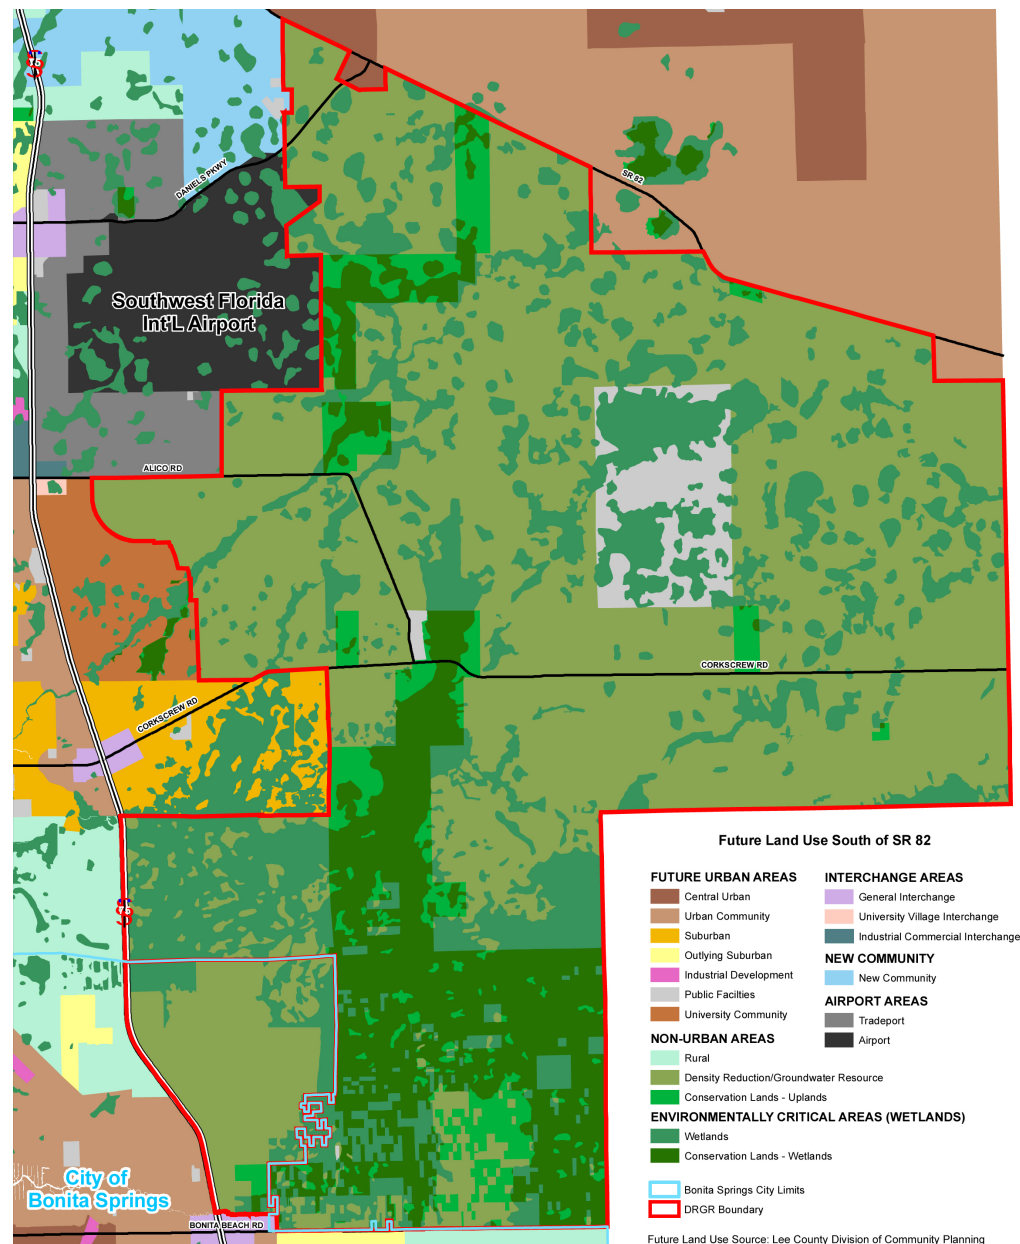 SR 82
DANIELS PKWY
Southwest Florida
Int'L Airport
ALICO RD
CORKSCREW RD
CORKSCREW RD
City of
Bonita Springs
BONITA BEACH RD
Future Land Use South of SR 82
FUTURE URBAN AREAS
Central Urban
Urban Community
Suburban
Outlying Suburban
Industrial Development
Public Facilties
University Community
NON-URBAN AREAS
Rural
Density Reduction/Groundwater Resource
Conservation Lands - Uplands
ENVIRONMENTALLY CRITICAL AREAS (WETLANDS)
Wetlands
Conservation Lands - Wetlands
Bonita Springs City Limits
DRGR Boundary
INTERCHANGE AREAS
General Interchange
University Village Interchange
Industrial Commercial Interchange
NEW COMMUNITY
New Community
AIRPORT AREAS
Tradeport
Airport
Future Land Use Source: Lee County Division of Community Planning